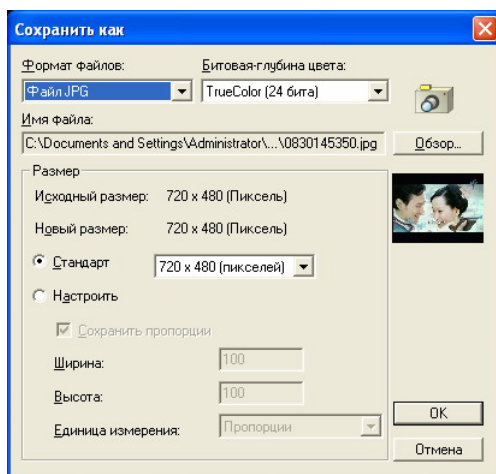 Сохранить как
Формат файлов: Битовая-глубина цвета:
Файл JPG TrueColor (24 бита)
Имя файла:
C:\Documents and Settings\Administrator\...\0830145350.jpg Обзор...
Размер
Исходный размер: 720 x 480 (Пиксель)
Новый размер: 720 x 480 (Пиксель)
Стандарт 720 x 480 (пикселей)
Настроить
Сохранить пропорции
Ширина: 100
Высота: 100
Единица измерения: Пропорции
OK
Отмена